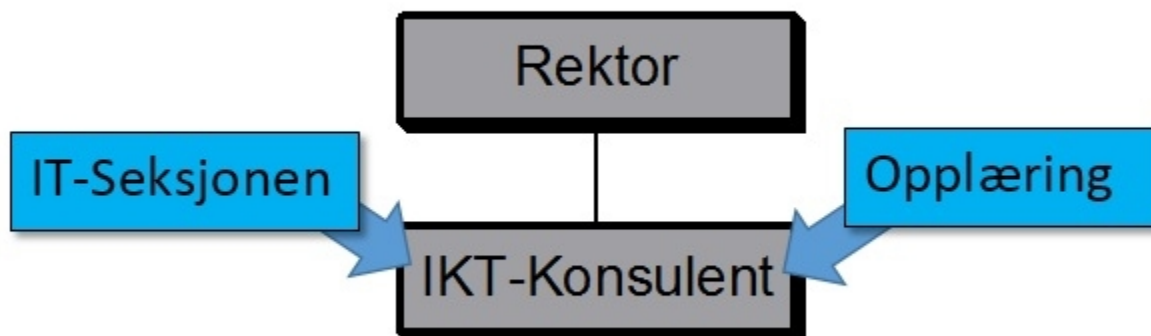 Rektor
IT-Seksjonen
Opplæring
IKT-Konsulent